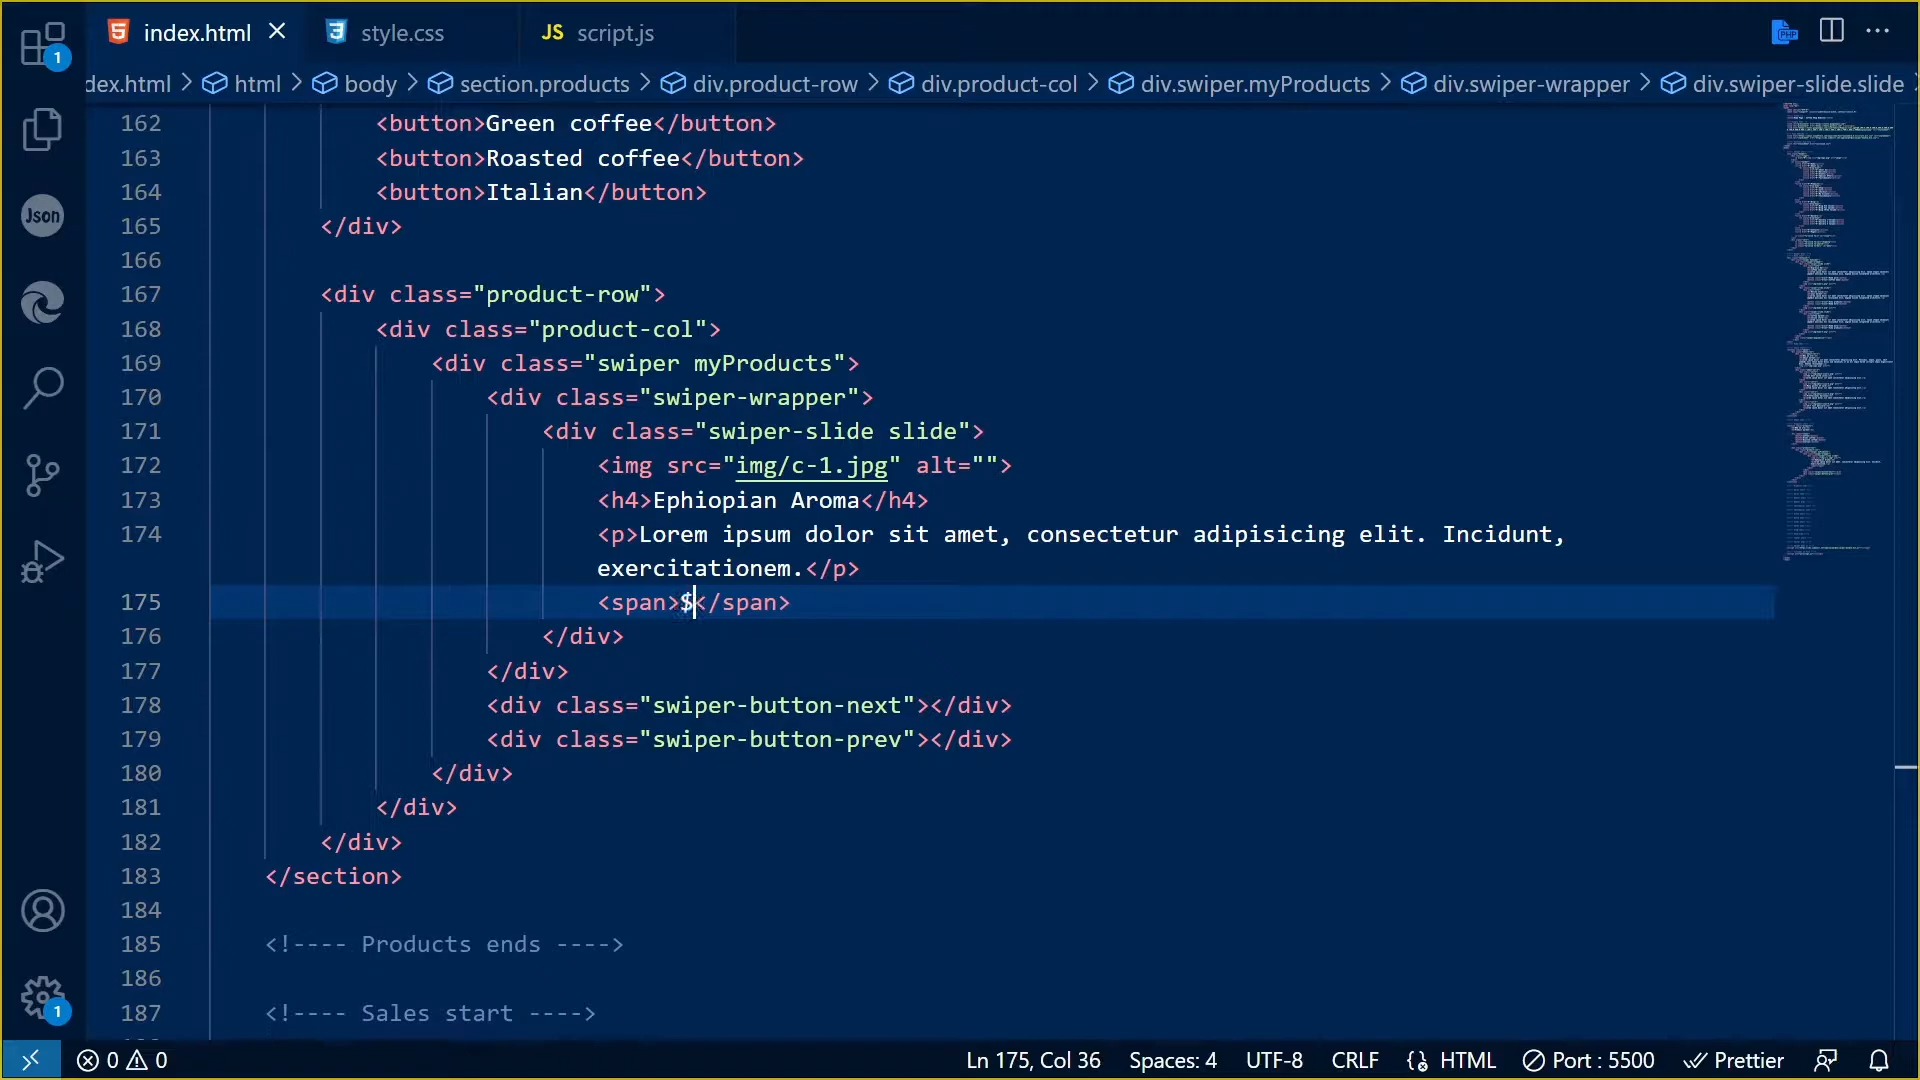 index.html
style.css
JS script.js
PHP
1
dex.html > html > body > section.products > div.product-row > div.product-col > div.swiper.myProducts > div.swiper-wrapper > div.swiper-slide.slide
Json
162 <button>Green coffee</button>
163 <button>Roasted coffee</button>
164 <button>Italian</button>
165 </div>
166
167 <div class="product-row">
168 <div class="product-col">
169 <div class="swiper myProducts">
170 <div class="swiper-wrapper">
171 <div class="swiper-slide slide">
172 <img src="img/c-1.jpg" alt="">
173 <h4>Ephiopian Aroma</h4>
174 <p>Lorem ipsum dolor sit amet, consectetur adipisicing elit. Incidunt,
exercitationem.</p>
175 <span>$</span>
176 </div>
177 </div>
178 <div class="swiper-button-next"></div>
179 <div class="swiper-button-prev"></div>
180 </div>
181 </div>
182 </div>
183 </section>
184
185 <!---- Products ends ---->
186
187 <!---- Sales start ---->
1
0 0 Ln 175, Col 36 Spaces: 4 UTF-8 CRLF HTML Port : 5500 Prettier